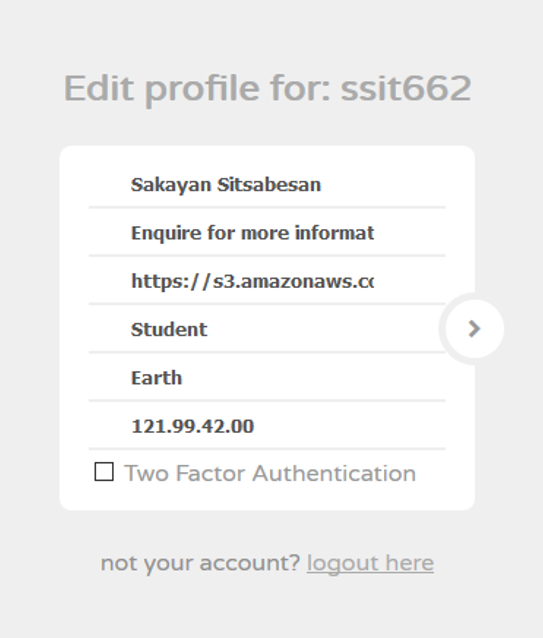 Edit profile for: ssit662
Sakayan Sitsabesan
Enquire for more informat
https://s3.amazonaws.cc
Student
Earth
121.99.42.00
Two Factor Authentication
not your account? logout here